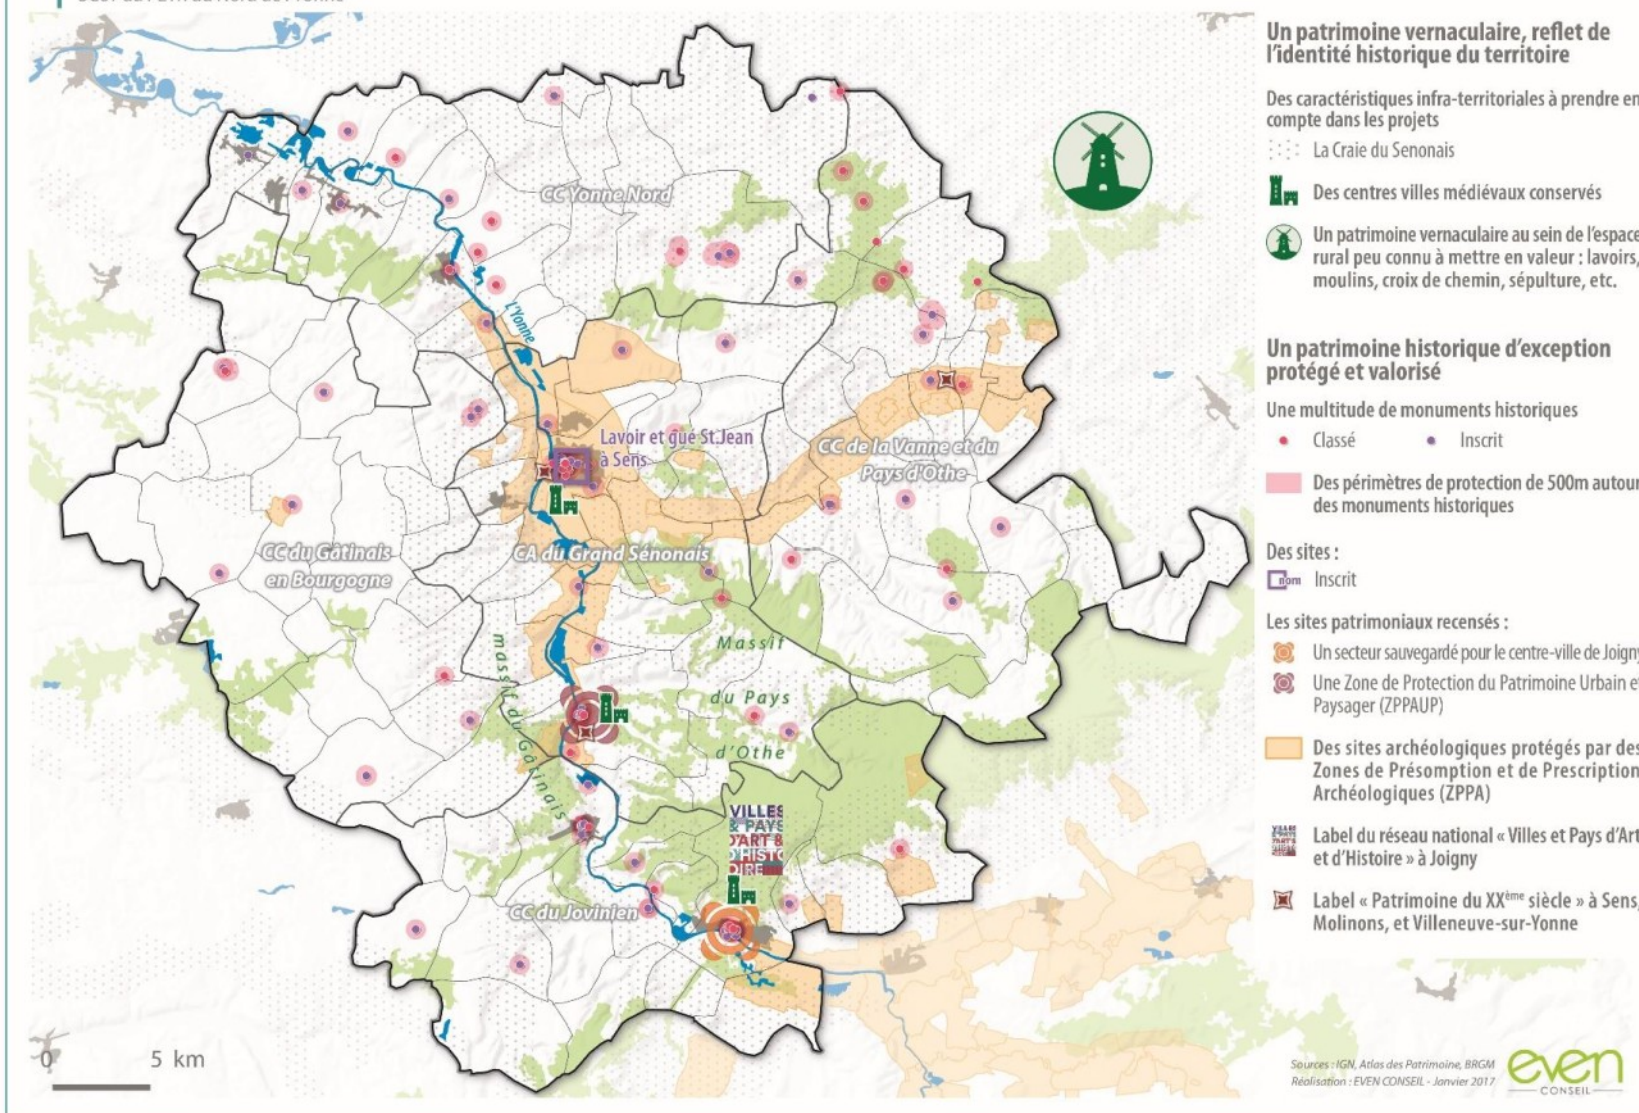 Un patrimoine vernaculaire, reflet de
l'identité historique du territoire
Des caractéristiques infra-territoriales à prendre en
compte dans les projets
La Craie du Senonais
Des centres villes médiévaux conservés
Un patrimoine vernaculaire au sein de l'espace
rural peu connu à mettre en valeur : lavoirs,
moulins, croix de chemin, sépulture, etc.
Un patrimoine historique d'exception
protégé et valorisé
Une multitude de monuments historiques
Classé
Inscrit
Des périmètres de protection de 500m autour
des monuments historiques
Des sites :
nom Inscrit
Les sites patrimoniaux recensés :
Un secteur sauvegardé pour le centre-ville de Joigny
Une Zone de Protection du Patrimoine Urbain et
Paysager (ZPPAUP)
Des sites archéologiques protégés par des
Zones de Présomption et de Prescription
Archéologiques (ZPPA)
Label du réseau national « Villes et Pays d'Art
et d'Histoire » à Joigny
Label « Patrimoine du XXème siècle » à Sens,
Molinons, et Villeneuve-sur-Yonne
CC Yonne Nord
L'Yonne
Lavoir et gué St.Jean
à Sens
CC de la Vanne et du
Pays d'Othe
CC du Gâtinais
en Bourgogne
CA du Grand Sénonais
massif du Gâtinais
Massif
du Pays
d'Othe
VILLES
& PAYS
D'ART &
D'HISTO
OIRE
CC du Jovinien
0 5 km
Sources : IGN, Atlas des Patrimoine, BRGM
Réalisation : EVEN CONSEIL - Janvier 2017
even
CONSEIL